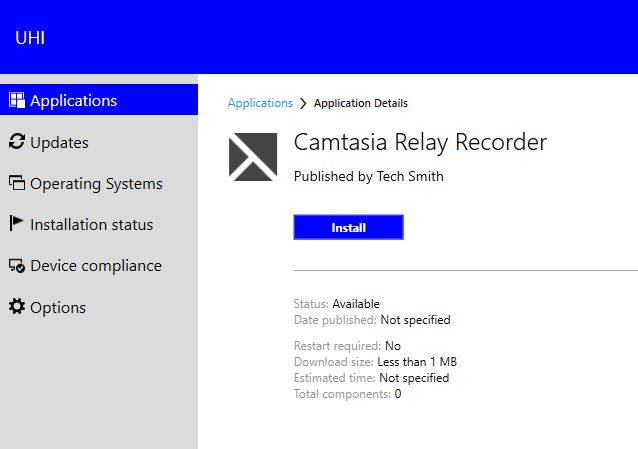 UHI
Applications
Updates
Operating Systems
Installation status
Device compliance
Options
Applications > Application Details
Camtasia Relay Recorder
Published by Tech Smith
Install
Status: Available
Date published: Not specified
Restart required: No
Download size: Less than 1 MB
Estimated time: Not specified
Total components: 0